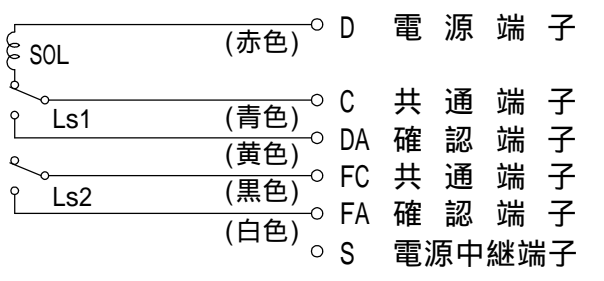 (赤色) D 電源端子
SOL
(青色) C 共通端子
Ls1
(黄色) DA 確認端子
(黒色) FC 共通端子
Ls2
(白色) FA 確認端子
S 電源中継端子